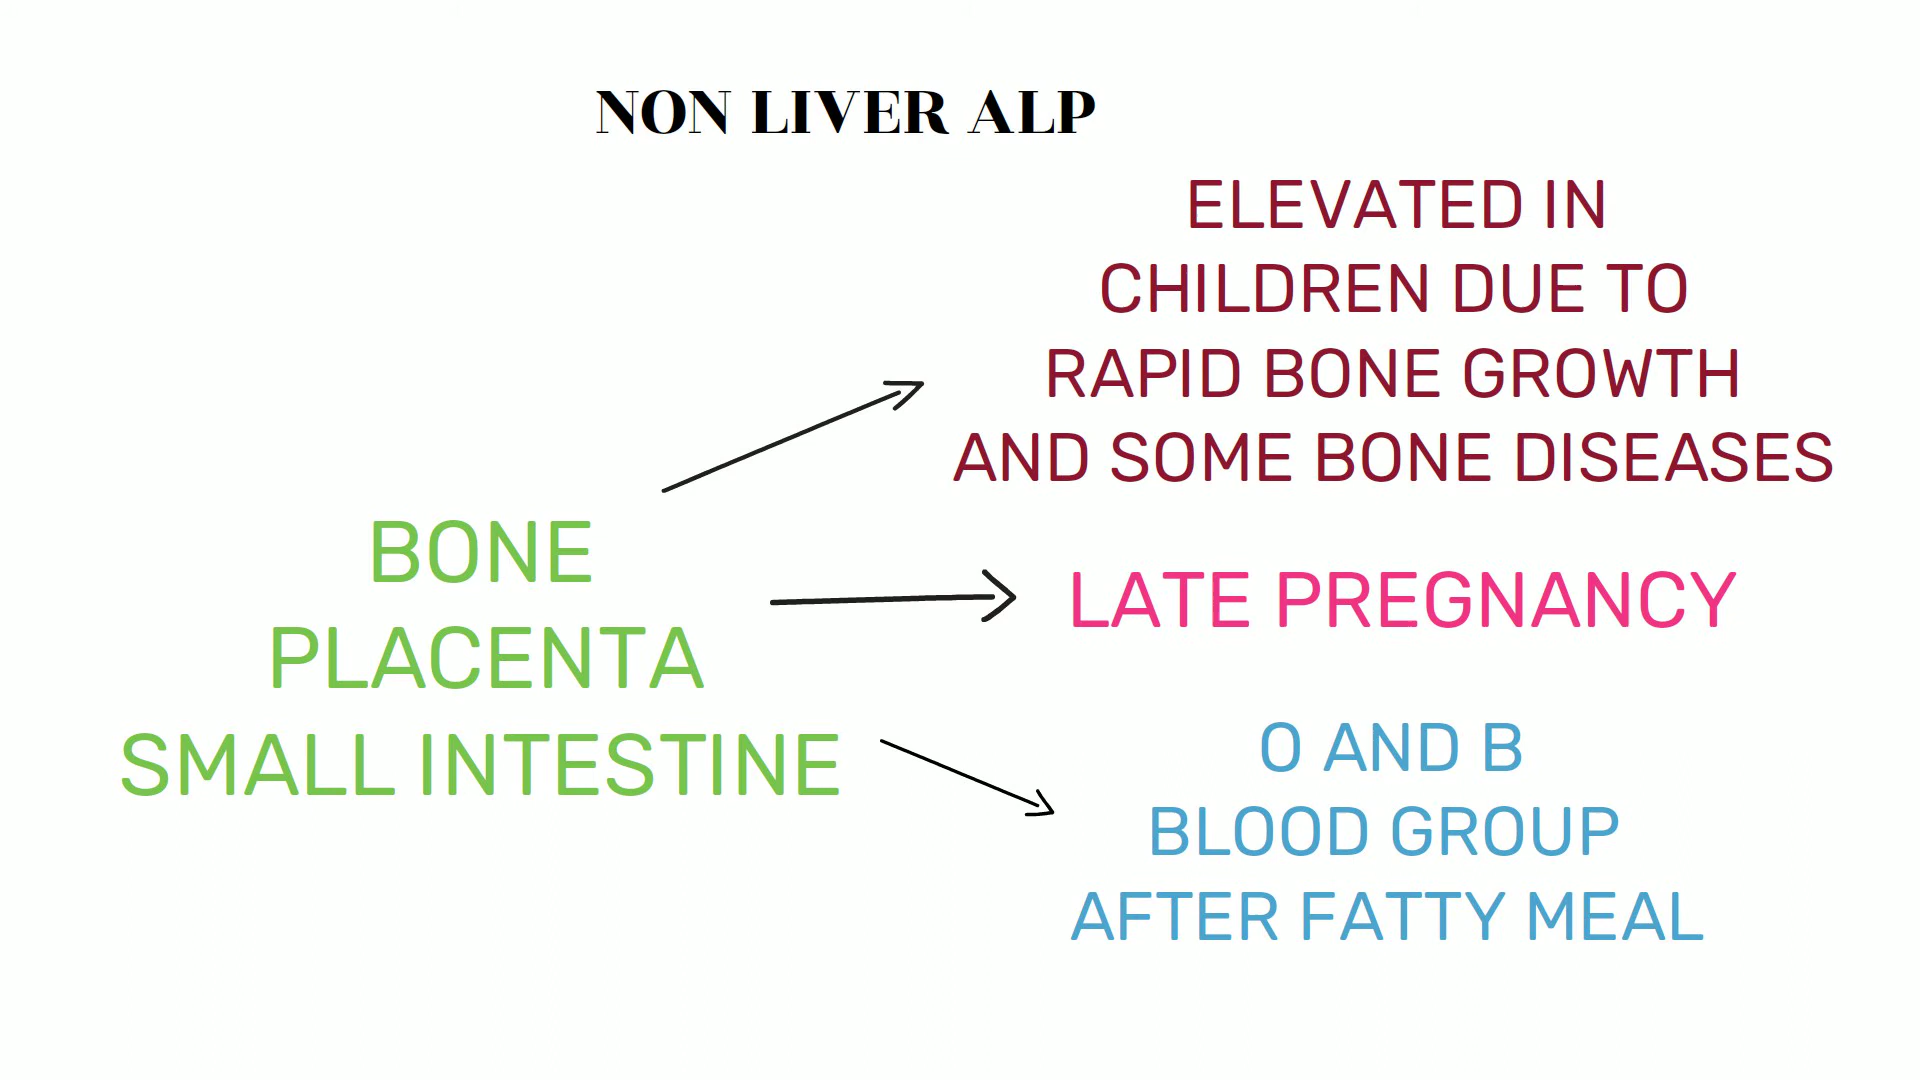 NON LIVER ALP
ELEVATED IN
CHILDREN DUE TO
RAPID BONE GROWTH
AND SOME BONE DISEASES
BONE
PLACENTA
SMALL INTESTINE
LATE PREGNANCY
O AND B
BLOOD GROUP
AFTER FATTY MEAL